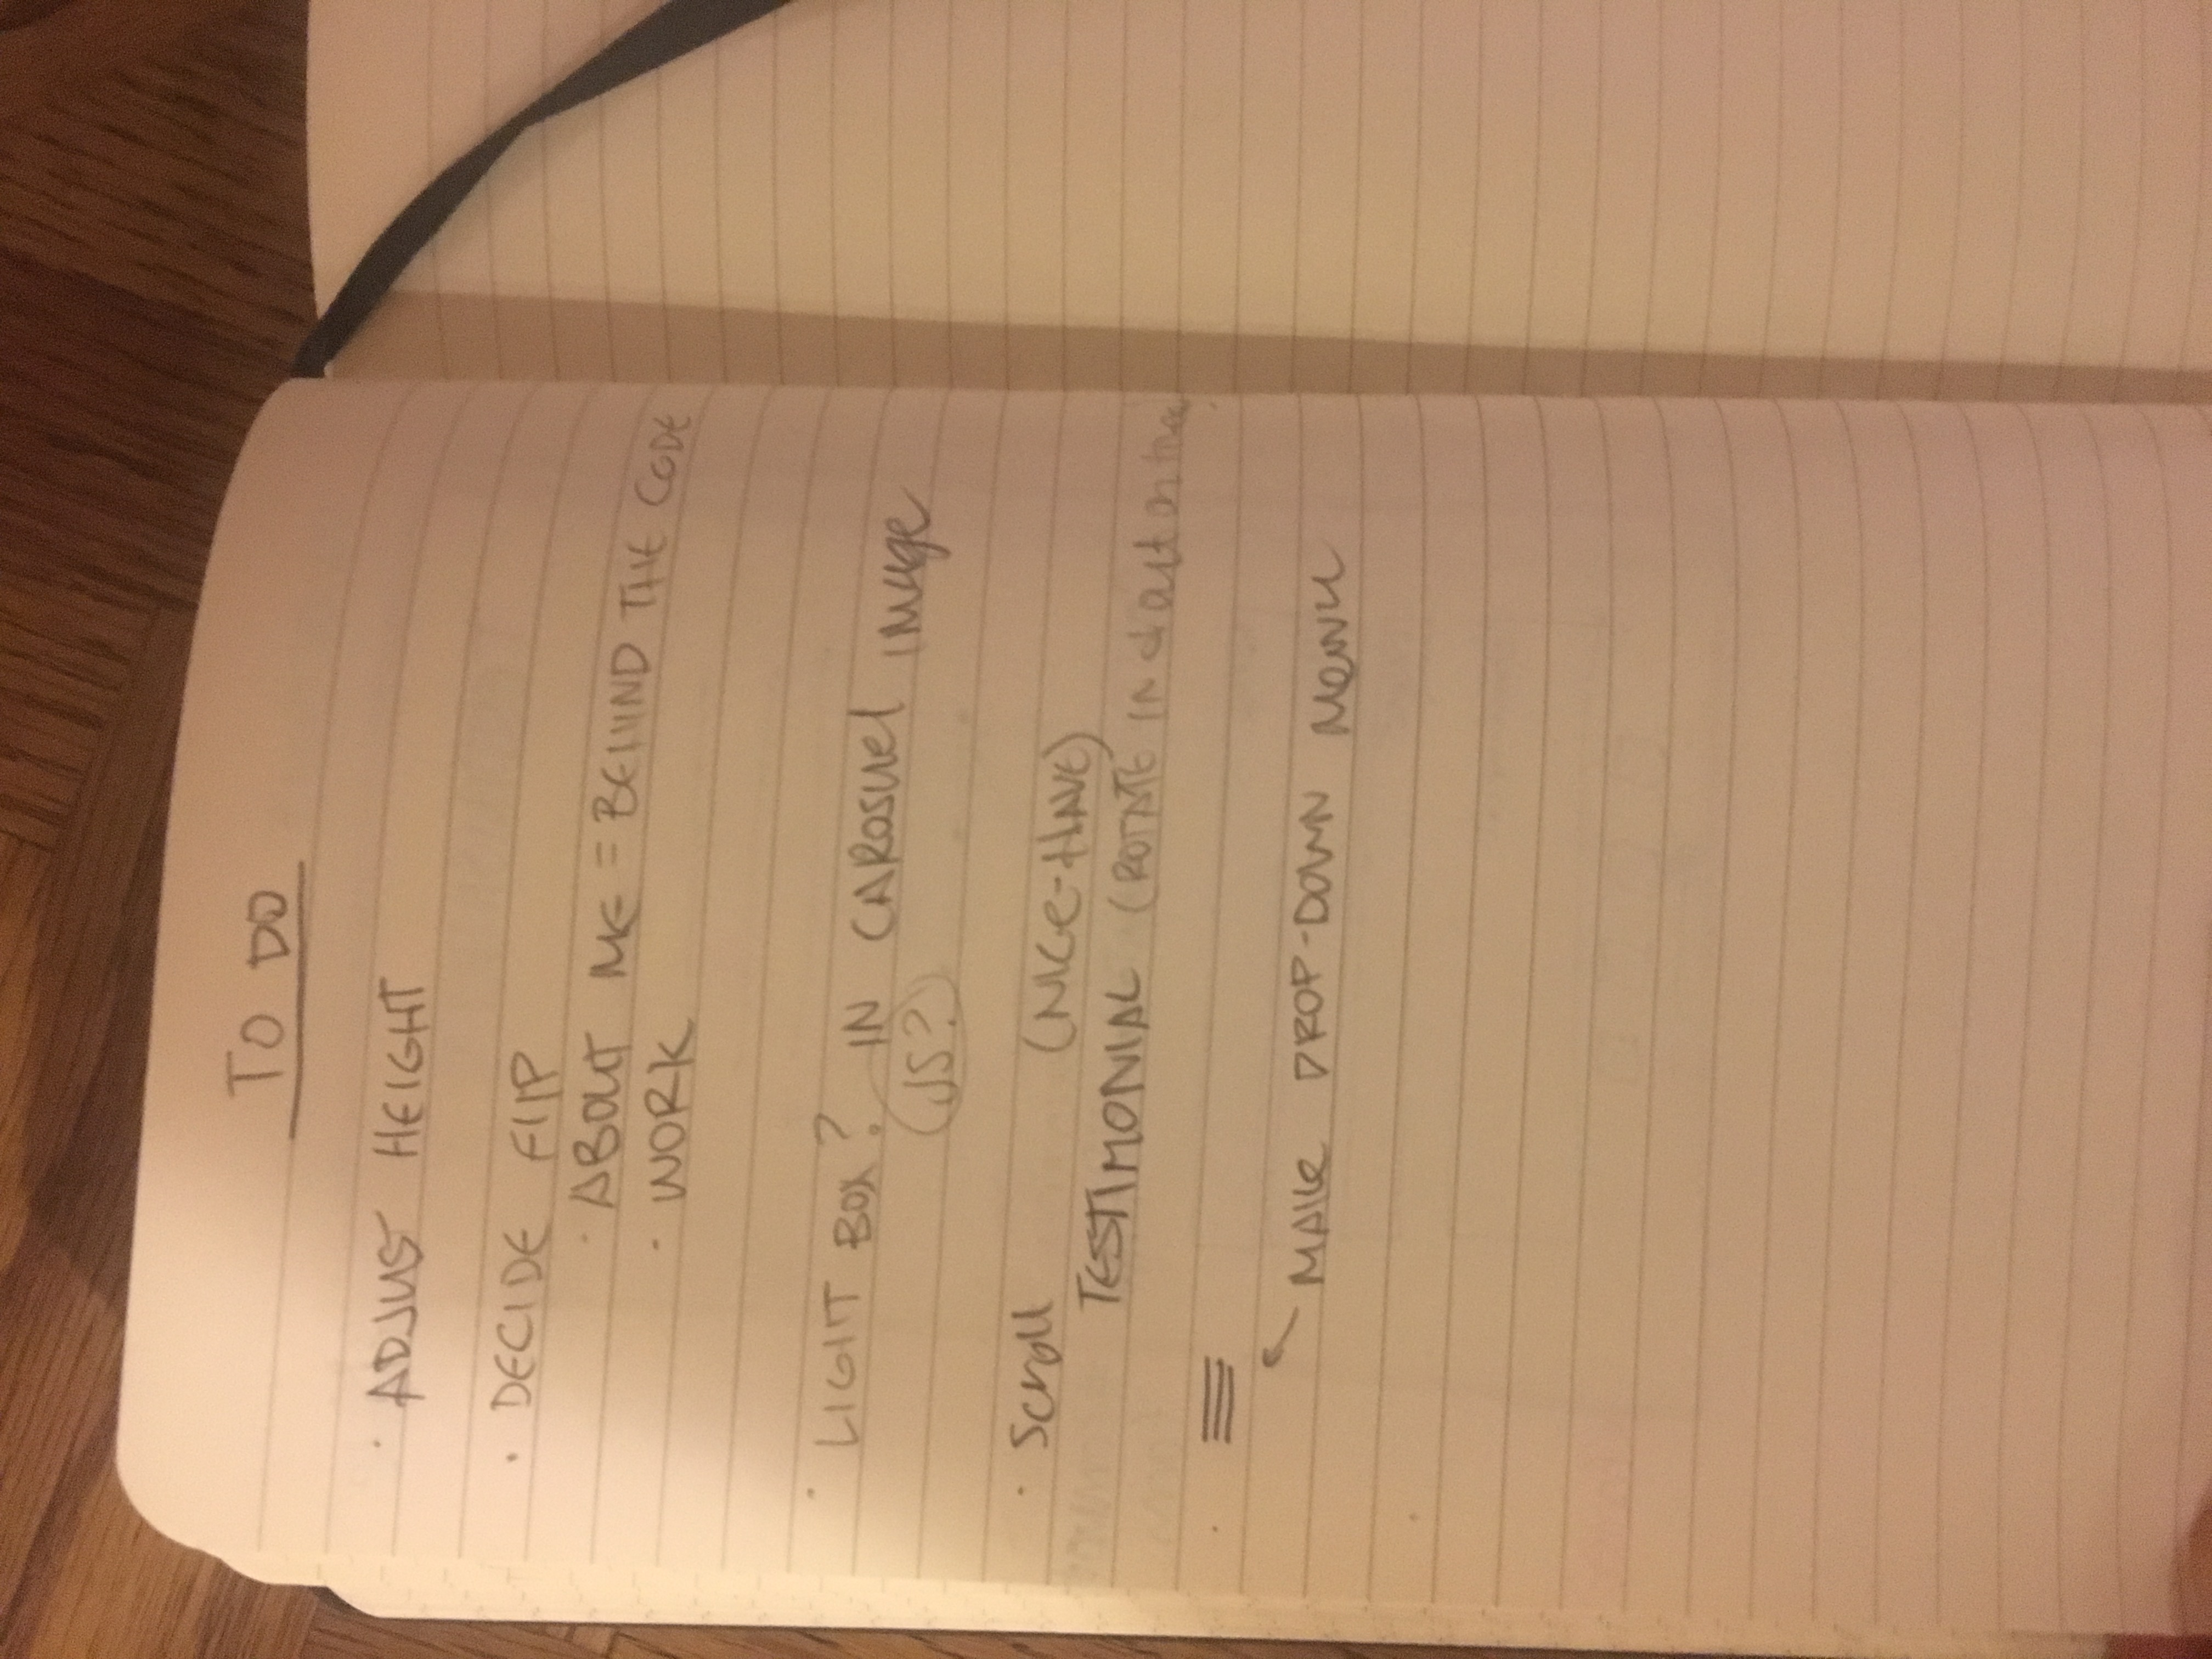 TO DO
· ADJUST HEIGHT
· DECIDE FlIP
· ABOUT ME = BEHIND THE CODE
· WORK
· LIGHT BOX? IN CAROSUEl IMAGE
JS?
· Scroll (NICE-HAVE)
TESTIMONIAL (ROTATE IN & out on
· MAKE DROP-DOWN MENU